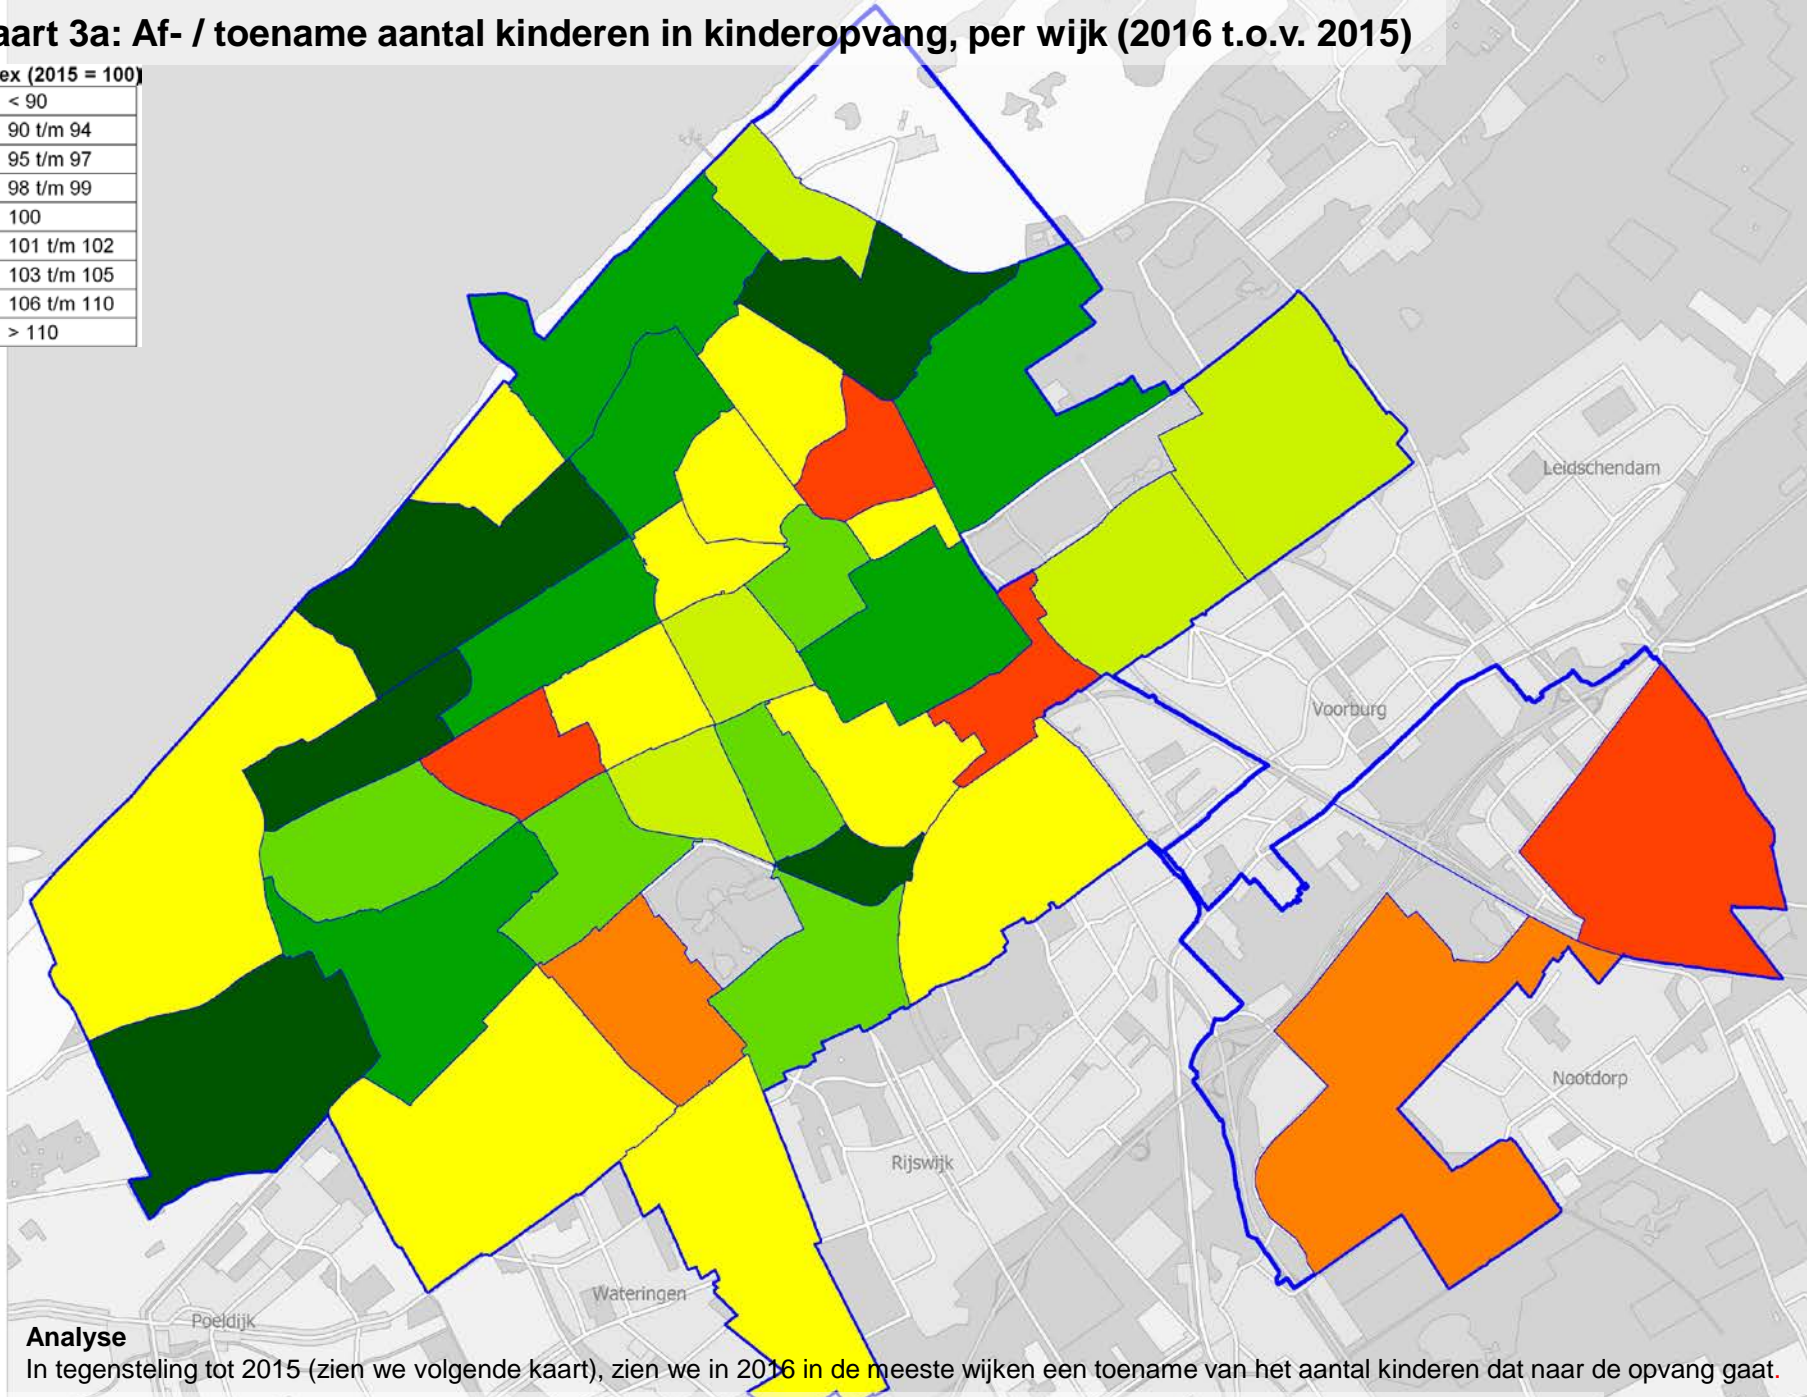 aart 3a: Af- / toename aantal kinderen in kinderopvang, per wijk (2016 t.o.v. 2015)
ex (2015 = 100)
< 90
90 t/m 94
95 t/m 97
98 t/m 99
100
101 t/m 102
103 t/m 105
106 t/m 110
> 110
Leidschendam
Voorburg
Nootdorp
Rijswijk
Wateringen
Poeldijk
Analyse
In tegensteling tot 2015 (zien we volgende kaart), zien we in 2016 in de meeste wijken een toename van het aantal kinderen dat naar de opvang gaat.